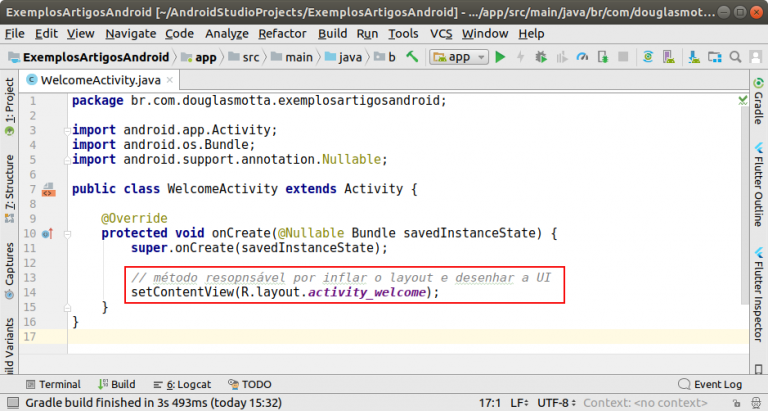 ExemplosArtigosAndroid [~/AndroidStudioProjects/ExemplosArtigosAndroid] - .../app/src/main/java/br/com/douglasmot...
File Edit View Navigate Code Analyze Refactor Build Run Tools VCS Window Help
ExemplosArtigosAndroid app src main java b app
WelcomeActivity.java
1 package br.com.douglasmotta.exemplosartigosandroid;
2
3 import android.app.Activity;
4 import android.os.Bundle;
5 import android.support.annotation.Nullable;
6
7 public class WelcomeActivity extends Activity {
8
9 @Override
10 protected void onCreate(@Nullable Bundle savedInstanceState) {
11 super.onCreate(savedInstanceState);
12
13 // método resopnsável por inflar o layout e desenhar a UI
14 setContentView(R.layout.activity_welcome);
15 }
16 }
17
1: Project
7: Structure
Captures
ild Variants
Gradle
Flutter Outline
Flutter Inspector
Terminal Build 6: Logcat TODO Event Log
Gradle build finished in 3s 493ms (today 15:32) 17:1 LF UTF-8 Context: <no context>